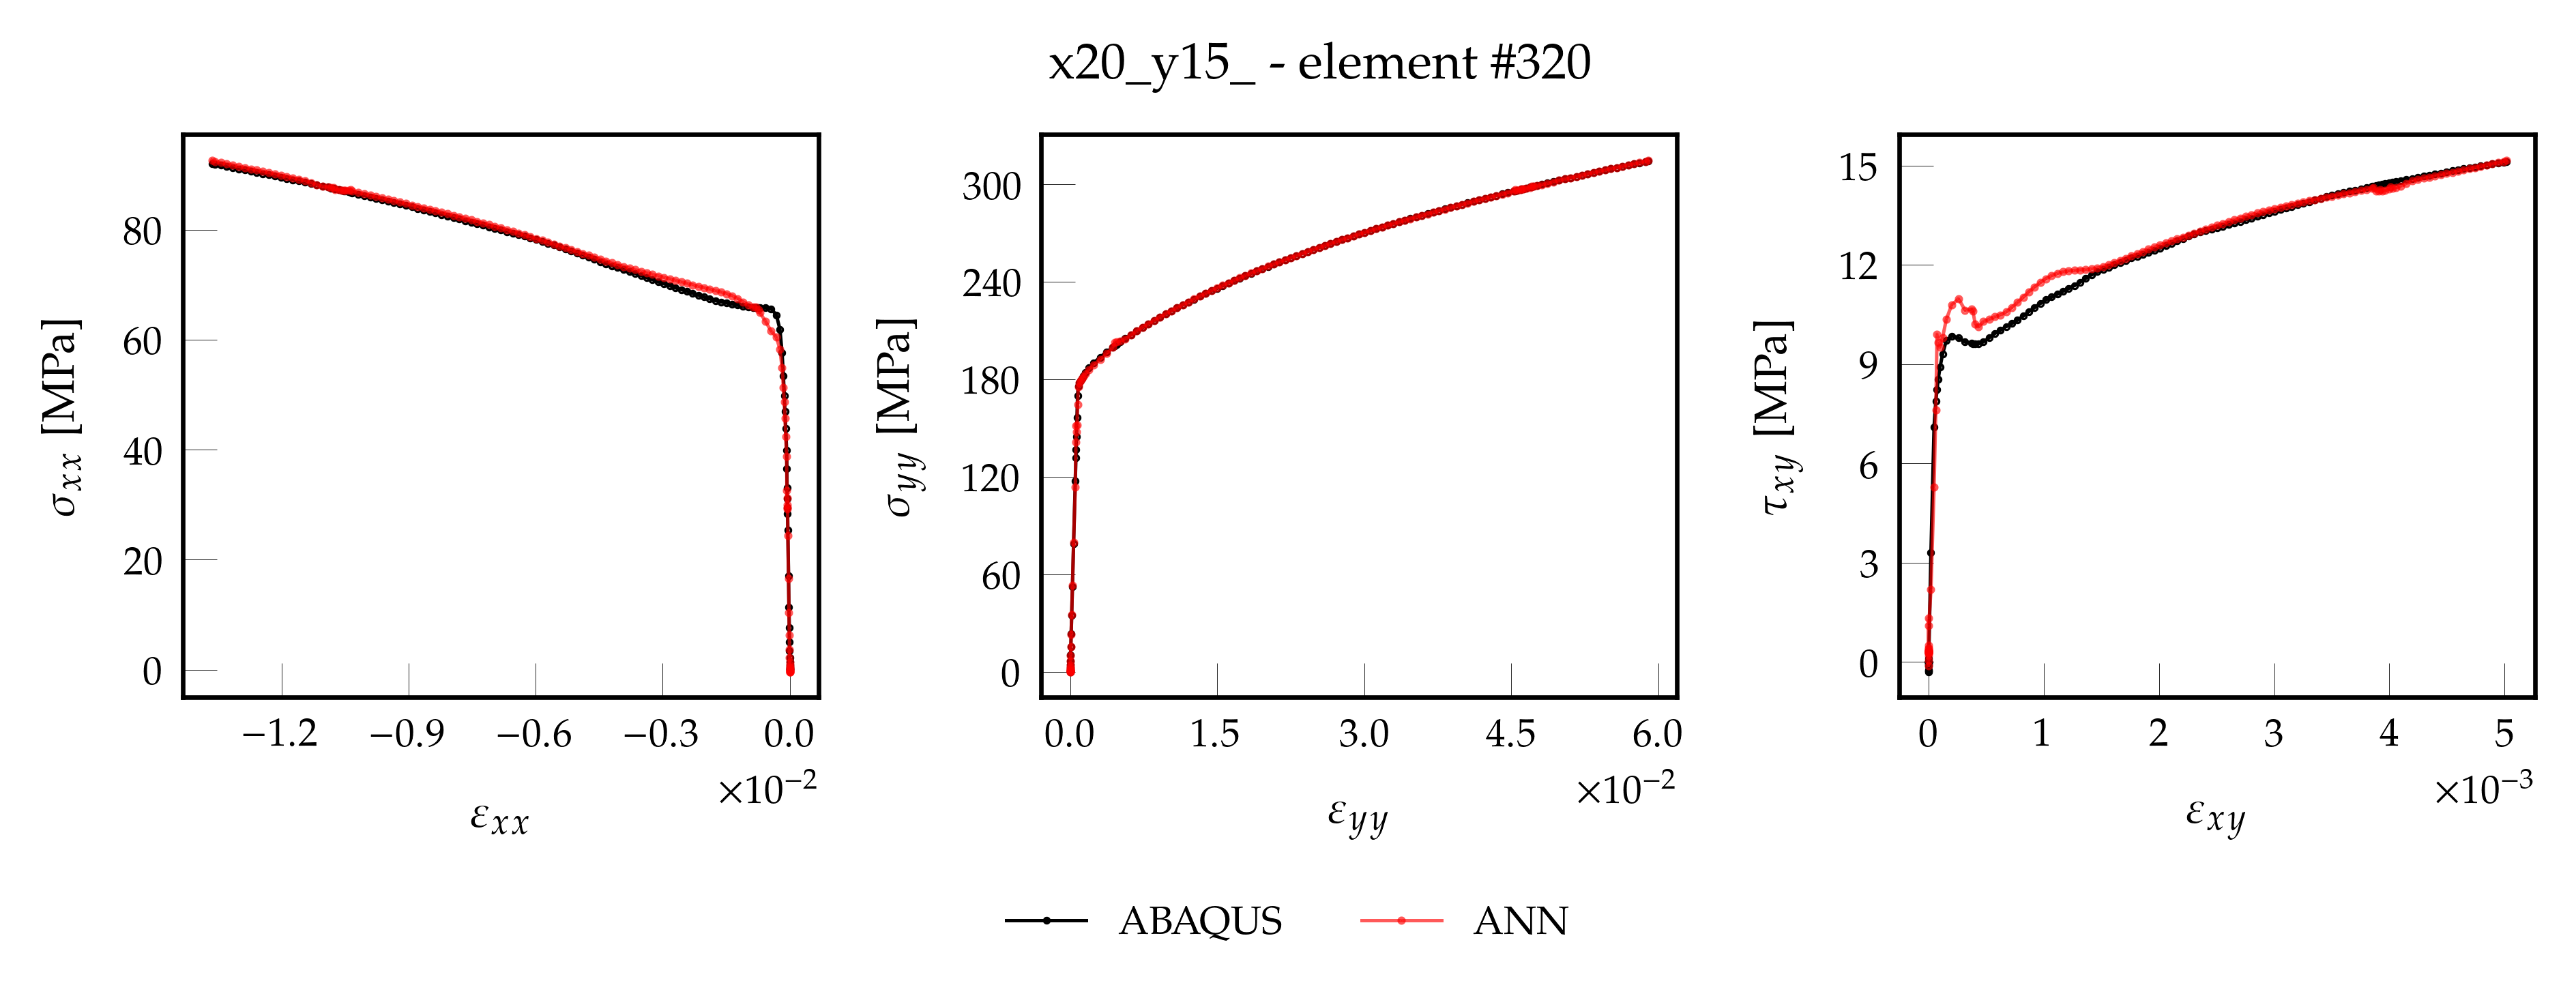 x20_y15_ - element #320
σxx [MPa]
80
60
40
20
0
−1.2 −0.9 −0.6 −0.3 0.0
×10−2
εxx
σyy [MPa]
300
240
180
120
60
0
0.0 1.5 3.0 4.5 6.0
×10−2
εyy
τxy [MPa]
15
12
9
6
3
0
0 1 2 3 4 5
×10−3
εxy
ABAQUS ANN